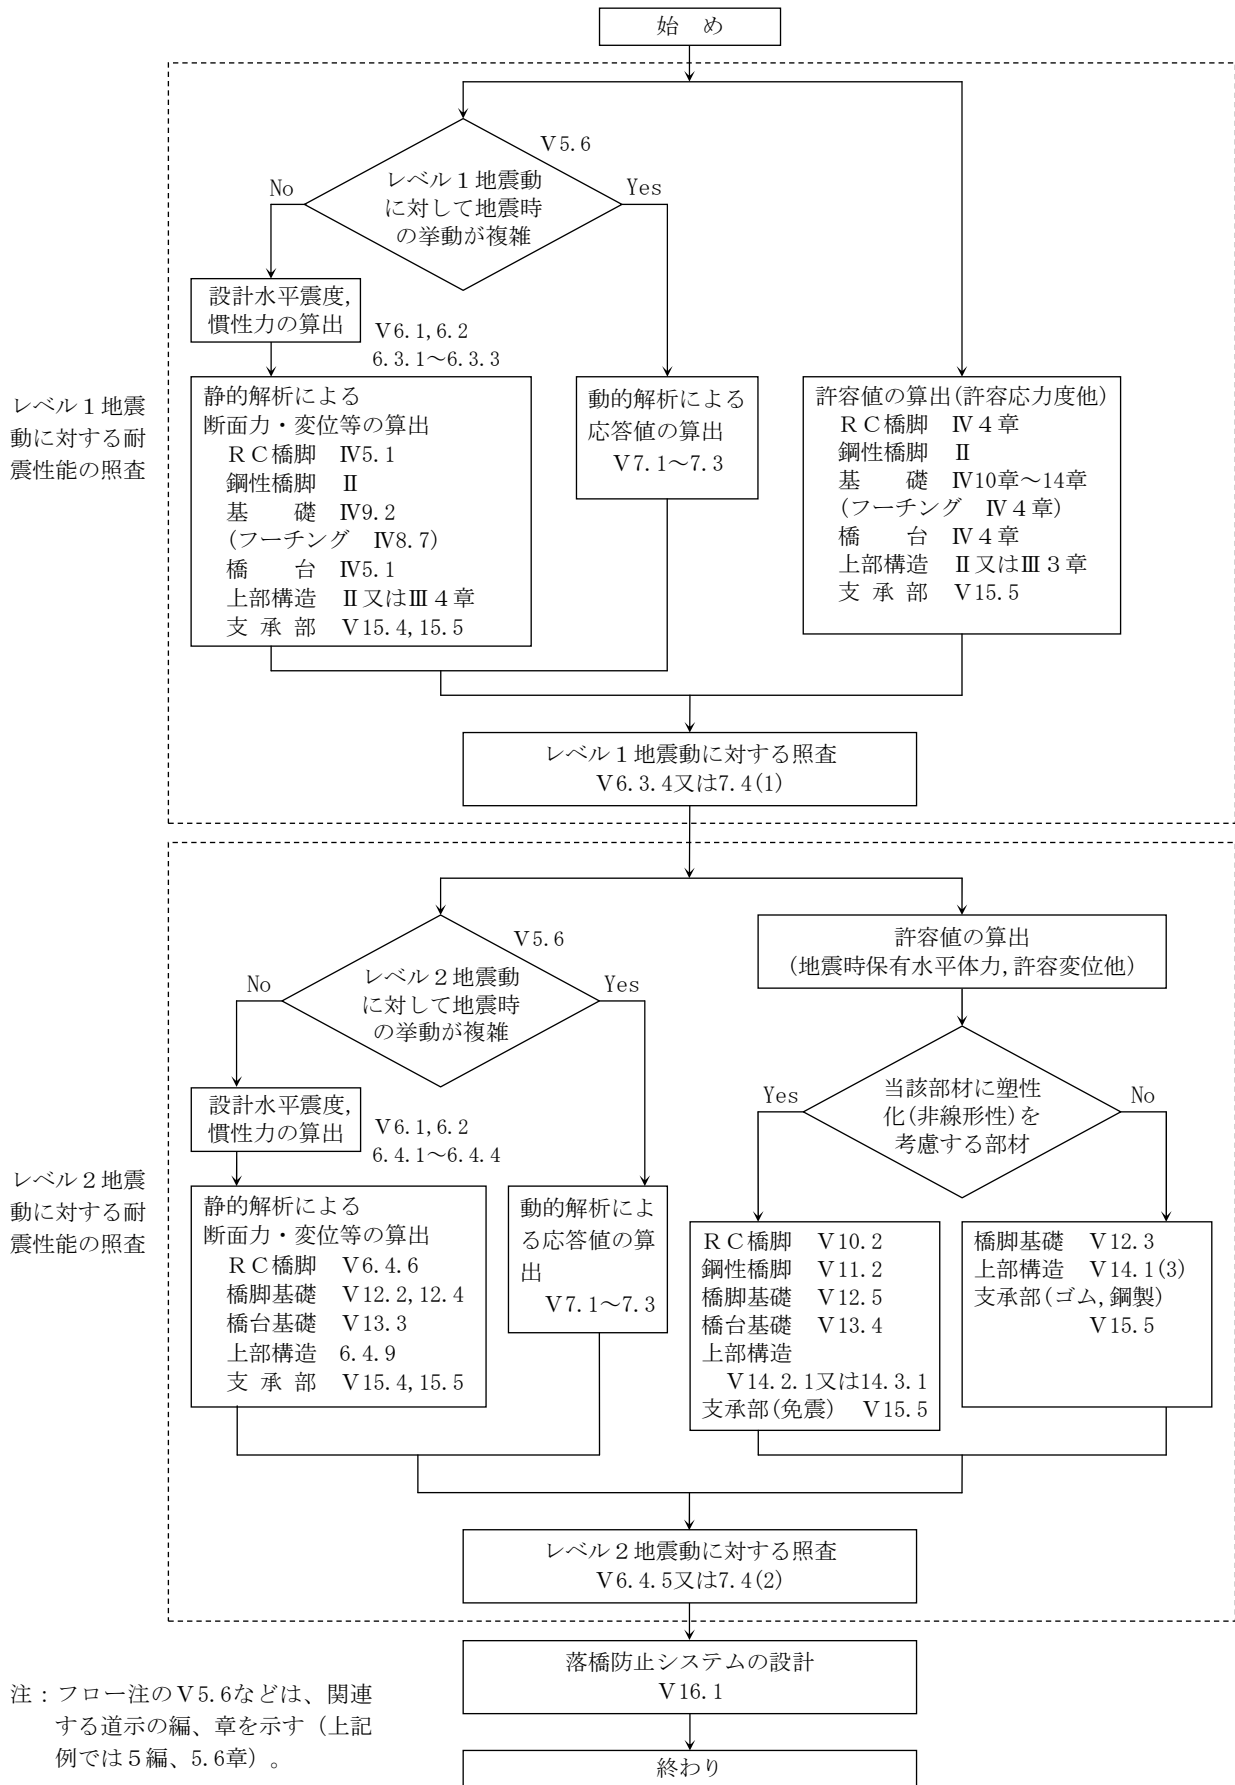 始　め
V5.6
レベル１地震動
に対して地震時
の挙動が複雑
No
Yes
設計水平震度,
慣性力の算出
V6.1,6.2
6.3.1～6.3.3
レベル１地震
動に対する耐
震性能の照査
静的解析による
断面力・変位等の算出
ＲＣ橋脚　Ⅳ5.1
鋼性橋脚　Ⅱ
基　　礎　Ⅳ9.2
(フーチング　Ⅳ8.7)
橋　　台　Ⅳ5.1
上部構造　Ⅱ又はⅢ４章
支 承 部　V15.4,15.5
動的解析による
応答値の算出
V7.1～7.3
許容値の算出(許容応力度他)
ＲＣ橋脚　Ⅳ４章
鋼性橋脚　Ⅱ
基　　礎　Ⅳ10章～14章
(フーチング　Ⅳ４章)
橋　　台　Ⅳ４章
上部構造　Ⅱ又はⅢ３章
支 承 部　V15.5
レベル１地震動に対する照査
V6.3.4又は7.4(1)
V5.6
レベル２地震動
に対して地震時
の挙動が複雑
No
Yes
許容値の算出
(地震時保有水平体力,許容変位他)
当該部材に塑性
化(非線形性)を
考慮する部材
Yes
No
設計水平震度,
慣性力の算出
V6.1,6.2
6.4.1～6.4.4
レベル２地震
動に対する耐
震性能の照査
静的解析による
断面力・変位等の算出
ＲＣ橋脚　V6.4.6
橋脚基礎　V12.2,12.4
橋台基礎　V13.3
上部構造　6.4.9
支 承 部　V15.4,15.5
動的解析によ
る応答値の算
出
V7.1～7.3
ＲＣ橋脚　V10.2
鋼性橋脚　V11.2
橋脚基礎　V12.5
橋台基礎　V13.4
上部構造
V14.2.1又は14.3.1
支承部(免震)　V15.5
橋脚基礎　V12.3
上部構造　V14.1(3)
支承部(ゴム,鋼製)
V15.5
レベル２地震動に対する照査
V6.4.5又は7.4(2)
落橋防止システムの設計
V16.1
注：フロー注のV5.6などは、関連
する道示の編、章を示す（上記
例では５編、5.6章）。
終わり